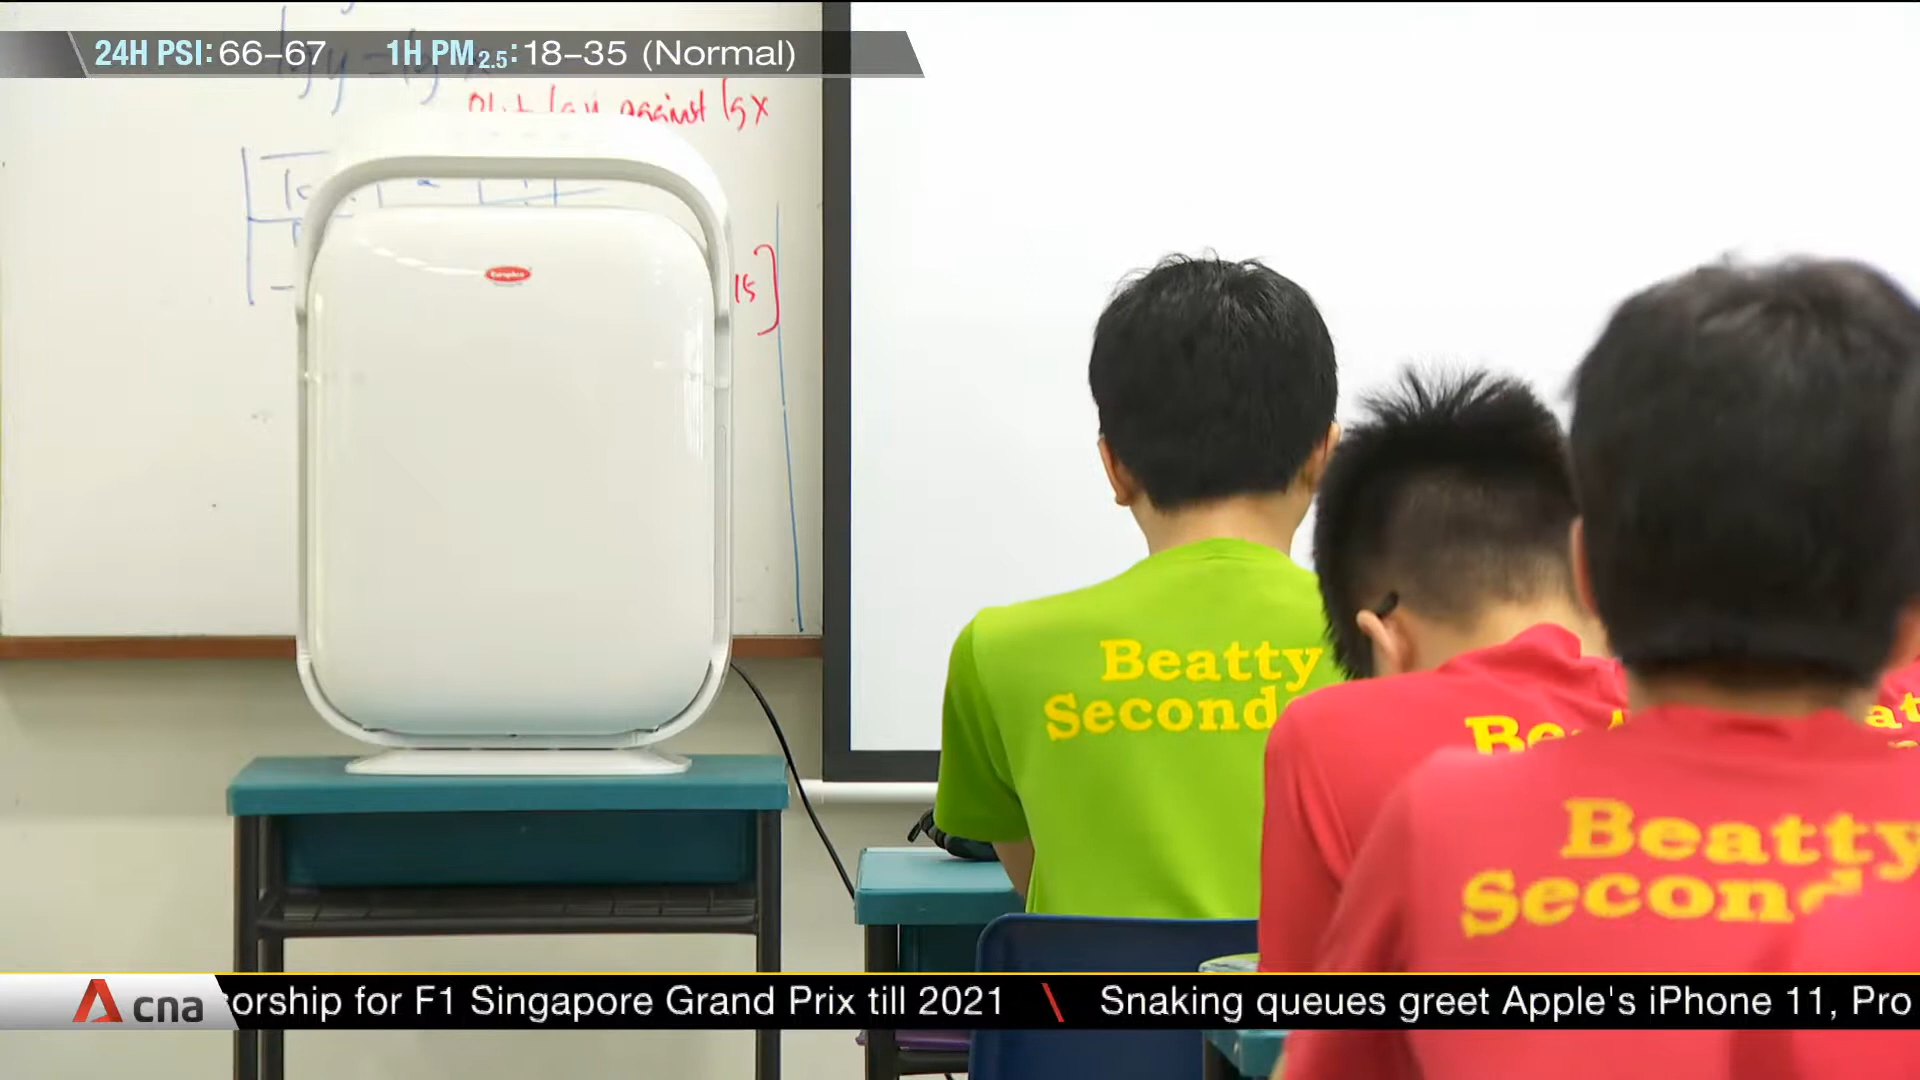 24H PSI: 66–67 1H PM2.5: 18–35 (Normal)
against lgx
15
Beatty
Second
Beatty
Second
cna
orship for F1 Singapore Grand Prix till 2021 \ Snaking queues greet Apple's iPhone 11, Pro